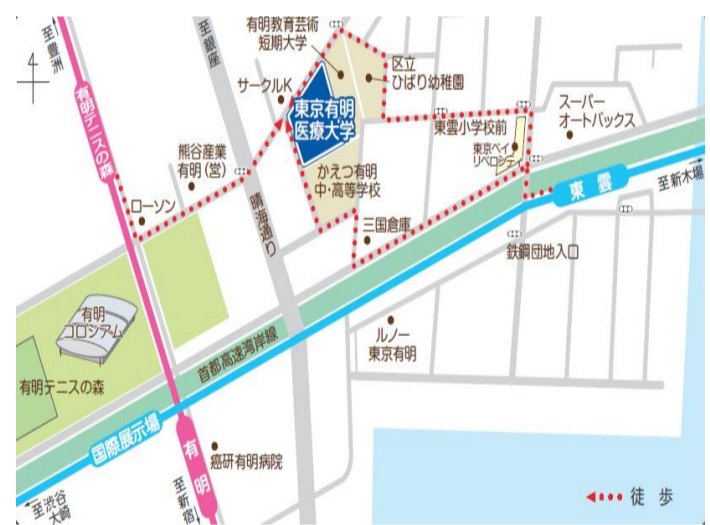 至豊洲
至銀座
有明教育芸術
短期大学
区立
ひばり幼稚園
サークルK
東京有明
医療大学
東雲小学校前
スーパー
オートバックス
有明テニスの森
熊谷産業
有明(営)
かえつ有明
中・高等学校
東京ベイ
リベロシティ
東雲
至新木場
ローソン
晴海通り
三国倉庫
鉄鋼団地入口
有明
コロシアム
首都高速湾岸線
ルノー
東京有明
有明テニスの森
国際展示場
有明
癌研有明病院
至渋谷
大崎
至新宿
徒歩